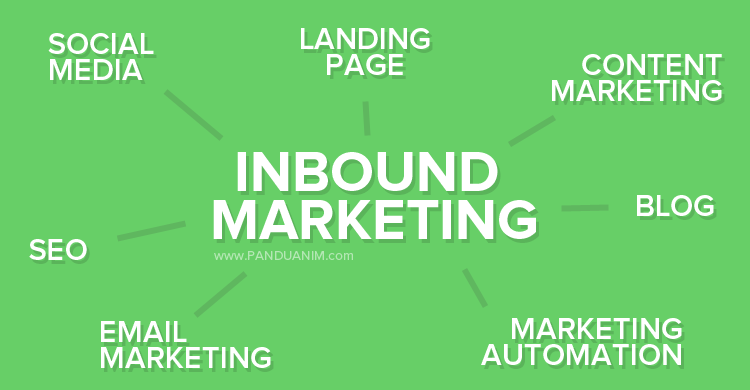 SOCIAL
MEDIA
LANDING
PAGE
CONTENT
MARKETING
INBOUND
MARKETING
www.PANDUANIM.com
BLOG
SEO
EMAIL
MARKETING
MARKETING
AUTOMATION